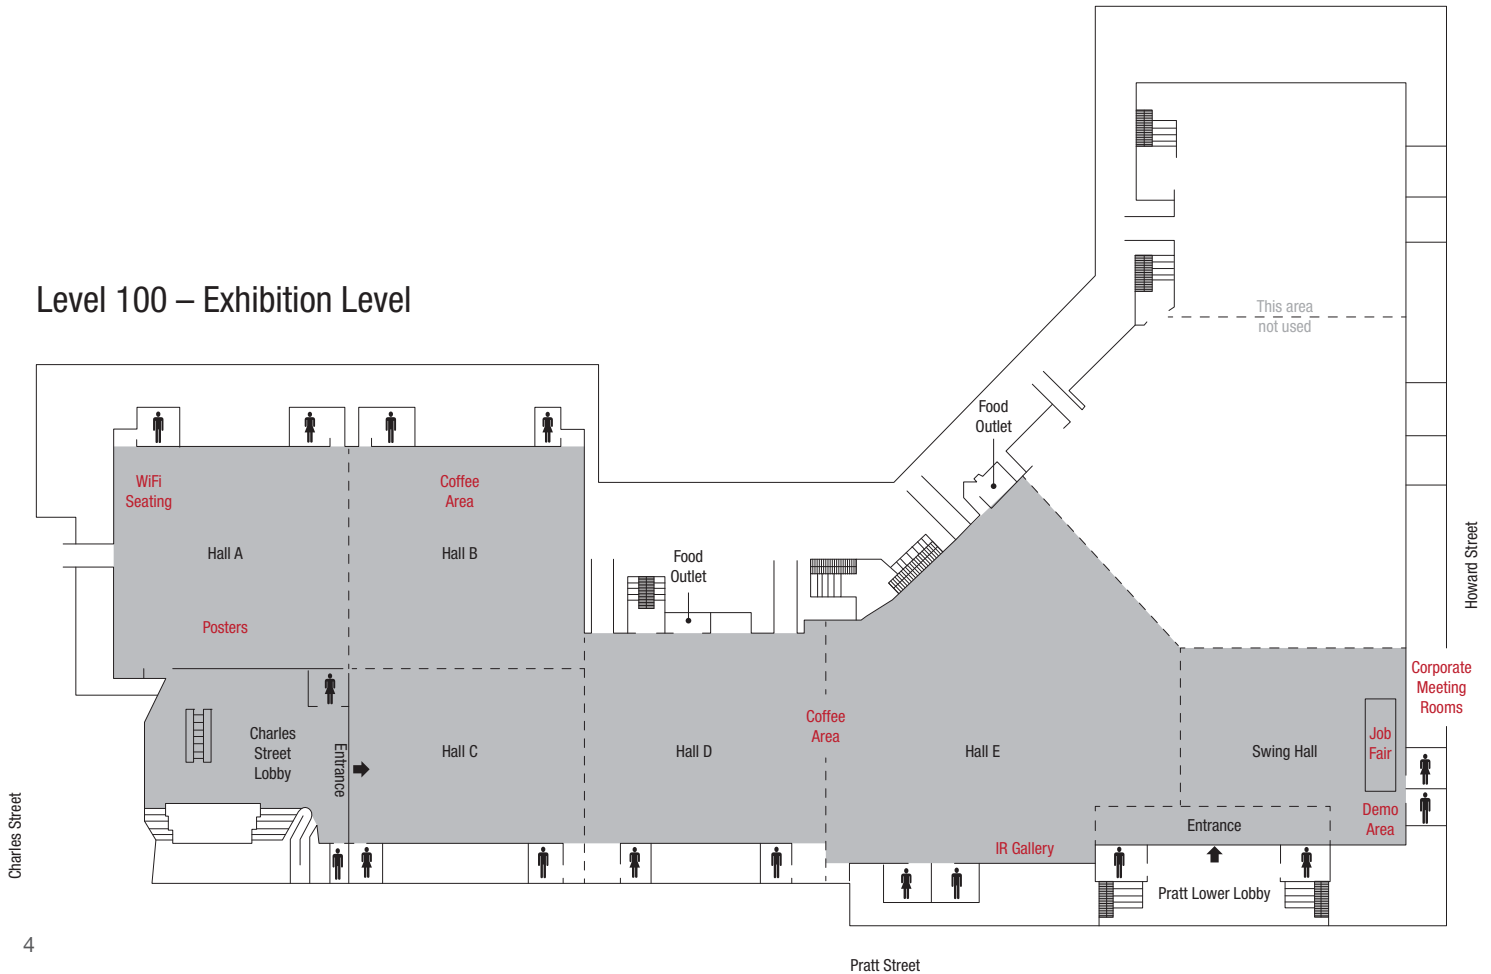 Level 100 – Exhibition Level
This area
not used
Food
Outlet
WiFi
Seating
Coffee
Area
Hall A
Hall B
Food
Outlet
Howard Street
Posters
Corporate
Meeting
Rooms
Charles
Street
Lobby
Entrance
Hall C
Hall D
Coffee
Area
Hall E
Swing Hall
Job
Fair
Demo
Area
Entrance
IR Gallery
Charles Street
Pratt Lower Lobby
4
Pratt Street